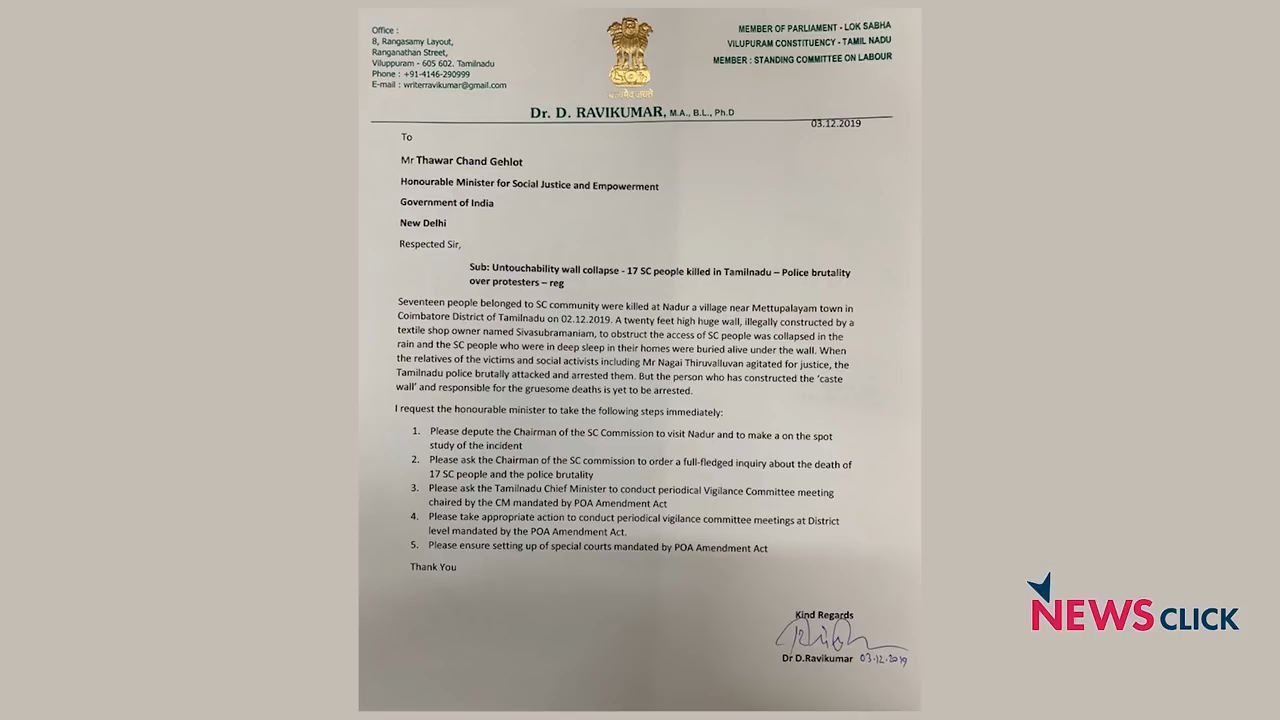 Office :
8, Rangasamy Layout,
Ranganathan Street,
Viluppuram - 605 602. Tamilnadu
Phone : +91-4146-290999
E-mail : writerravikumar@gmail.com
सत्यमेव जयते
MEMBER OF PARLIAMENT - LOK SABHA
VILUPURAM CONSTITUENCY - TAMIL NADU
MEMBER : STANDING COMMITTEE ON LABOUR
Dr. D. RAVIKUMAR, M.A., B.L., Ph.D
03.12.2019
To
Mr Thawar Chand Gehlot
Honourable Minister for Social Justice and Empowerment
Government of India
New Delhi
Respected Sir,
Sub: Untouchability wall collapse - 17 SC people killed in Tamilnadu – Police brutality
over protesters – reg
Seventeen people belonged to SC community were killed at Nadur a village near Mettupalayam town in
Coimbatore District of Tamilnadu on 02.12.2019. A twenty feet high huge wall, illegally constructed by a
textile shop owner named Sivasubramaniam, to obstruct the access of SC people was collapsed in the
rain and the SC people who were in deep sleep in their homes were buried alive under the wall. When
the relatives of the victims and social activists including Mr Nagai Thiruvalluvan agitated for justice, the
Tamilnadu police brutally attacked and arrested them. But the person who has constructed the ‘caste
wall’ and responsible for the gruesome deaths is yet to be arrested.
I request the honourable minister to take the following steps immediately:
1. Please depute the Chairman of the SC Commission to visit Nadur and to make a on the spot
study of the incident
2. Please ask the Chairman of the SC commission to order a full-fledged inquiry about the death of
17 SC people and the police brutality
3. Please ask the Tamilnadu Chief Minister to conduct periodical Vigilance Committee meeting
chaired by the CM mandated by POA Amendment Act
4. Please take appropriate action to conduct periodical vigilance committee meetings at District
level mandated by the POA Amendment Act.
5. Please ensure setting up of special courts mandated by POA Amendment Act
Thank You
Kind Regards
Dr D.Ravikumar 03.12.2019
NEWS CLICK